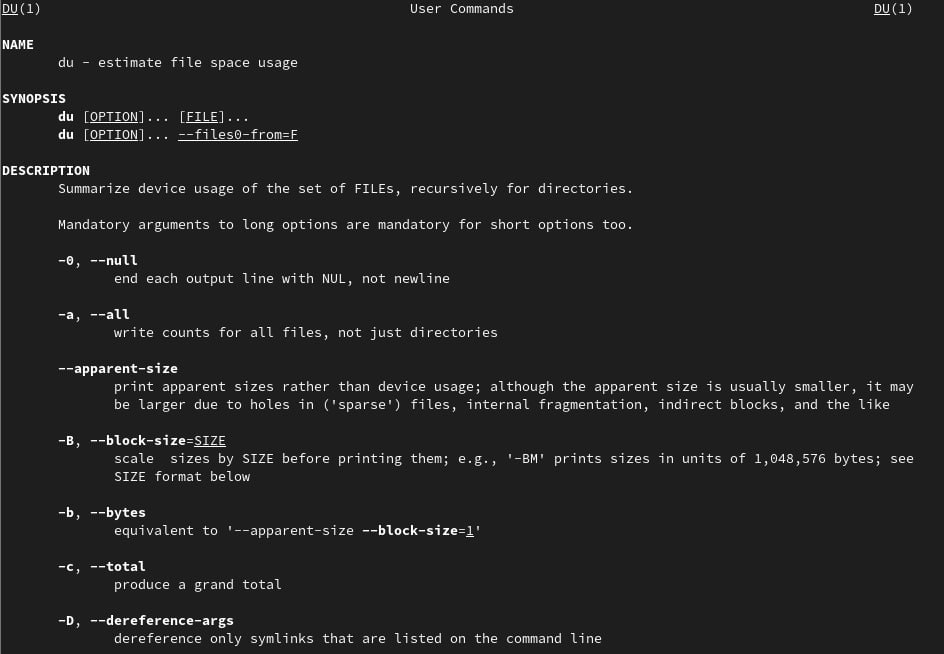 DU(1) User Commands DU(1)
NAME
du - estimate file space usage
SYNOPSIS
du [OPTION]... [FILE]...
du [OPTION]... --files0-from=F
DESCRIPTION
Summarize device usage of the set of FILEs, recursively for directories.
Mandatory arguments to long options are mandatory for short options too.
-0, --null
end each output line with NUL, not newline
-a, --all
write counts for all files, not just directories
--apparent-size
print apparent sizes rather than device usage; although the apparent size is usually smaller, it may
be larger due to holes in ('sparse') files, internal fragmentation, indirect blocks, and the like
-B, --block-size=SIZE
scale  sizes by SIZE before printing them; e.g., '-BM' prints sizes in units of 1,048,576 bytes; see
SIZE format below
-b, --bytes
equivalent to '--apparent-size --block-size=1'
-c, --total
produce a grand total
-D, --dereference-args
dereference only symlinks that are listed on the command line